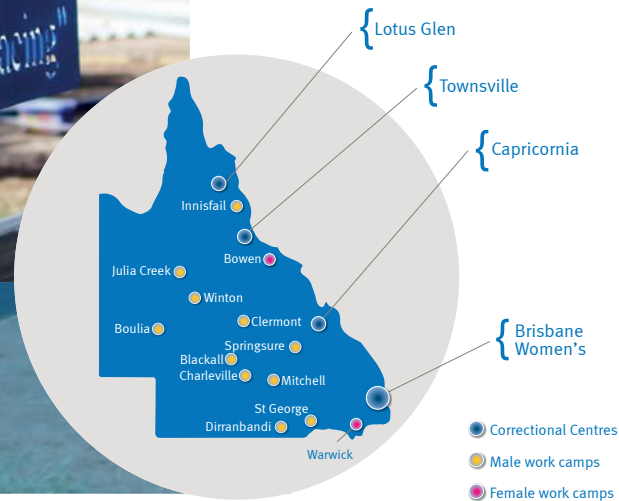 acing"
Lotus Glen
Townsville
Capricornia
Innisfail
Bowen
Julia Creek
Winton
Boulia
Clermont
Springsure
Blackall
Charleville
Mitchell
St George
Dirranbandi
Warwick
Brisbane
Women's
Correctional Centres
Male work camps
Female work camps